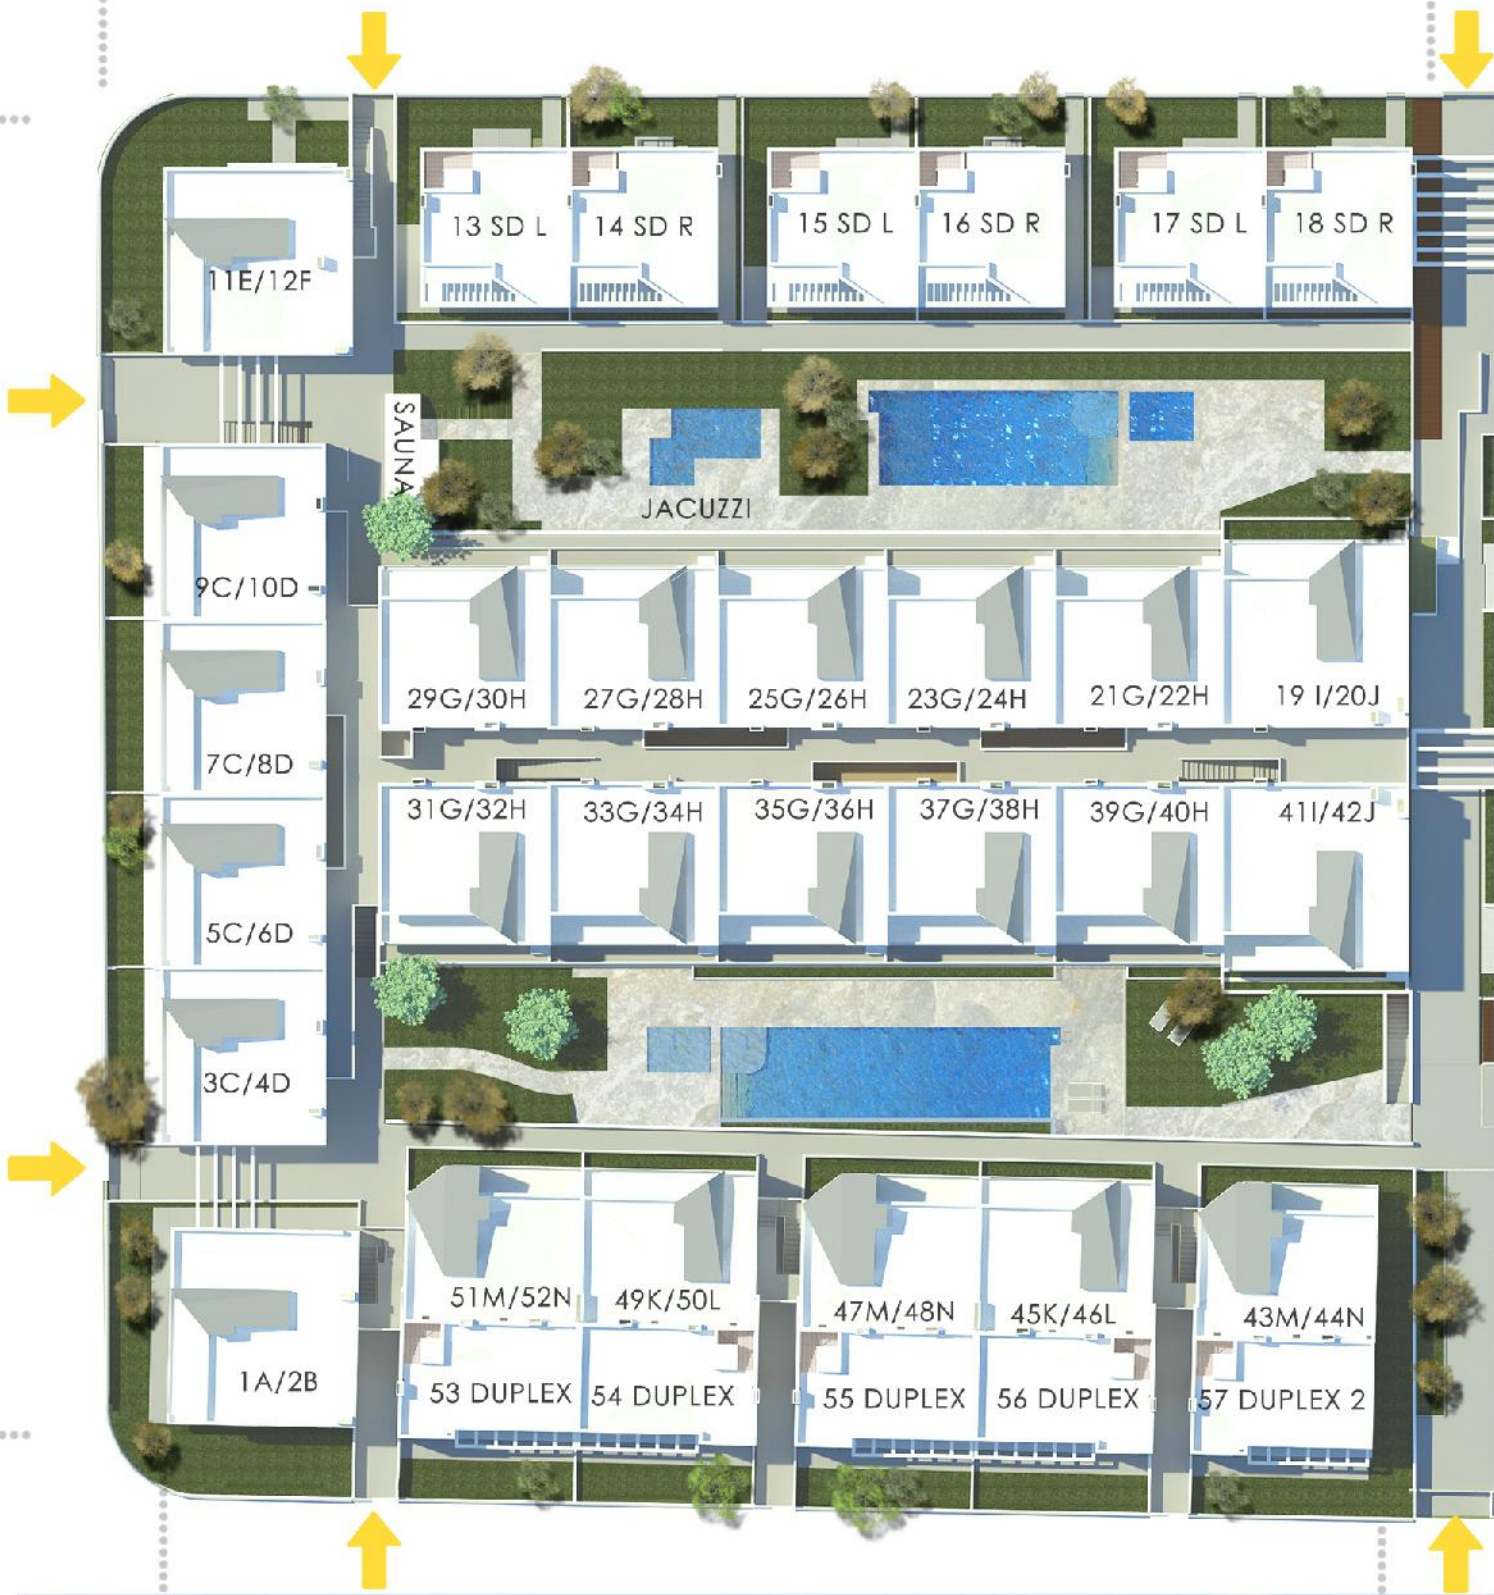 13 SD L
14 SD R
15 SD L
16 SD R
17 SD L
18 SD R
11E/12F
SAUNA
JACUZZI
9C/10D
29G/30H
27G/28H
25G/26H
23G/24H
21G/22H
19 I/20J
7C/8D
31G/32H
33G/34H
35G/36H
37G/38H
39G/40H
41I/42J
5C/6D
3C/4D
51M/52N
49K/50L
47M/48N
45K/46L
43M/44N
1A/2B
53 DUPLEX
54 DUPLEX
55 DUPLEX
56 DUPLEX
57 DUPLEX 2